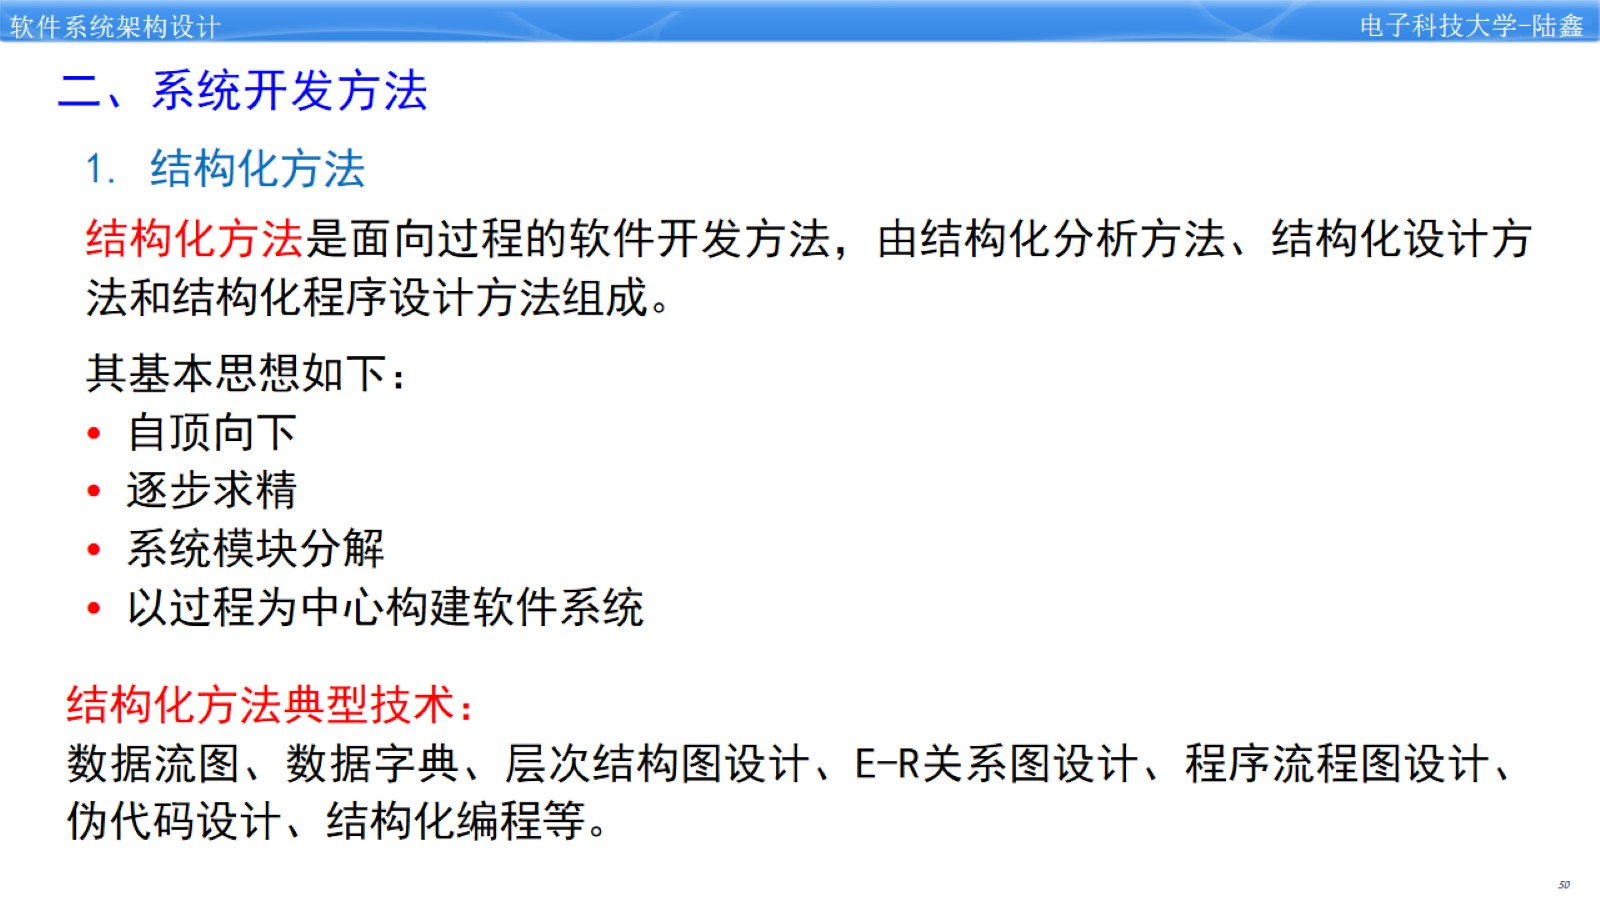 软件系统架构设计
电子科技大学-陆鑫
二、系统开发方法
1. 结构化方法
结构化方法是面向过程的软件开发方法，由结构化分析方法、结构化设计方
法和结构化程序设计方法组成。
其基本思想如下：
• 自顶向下
• 逐步求精
• 系统模块分解
• 以过程为中心构建软件系统
结构化方法典型技术：
数据流图、数据字典、层次结构图设计、E-R关系图设计、程序流程图设计、
伪代码设计、结构化编程等。
50